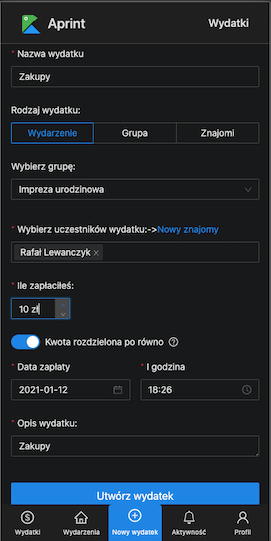 Aprint Wydatki
* Nazwa wydatku
Zakupy
Rodzaj wydatku:
Wydarzenie Grupa Znajomi
Wybierz grupę:
Impreza urodzinowa
* Wybierz uczestników wydatku:->Nowy znajomy
Rafał Lewanczyk ×
* Ile zapłaciłeś:
10 zł
Kwota rozdzielona po równo
* Data zapłaty * I godzina
2021-01-12 18:26
* Opis wydatku:
Zakupy
Utwórz wydatek
Wydatki Wydarzenia Nowy wydatek Aktywność Profil